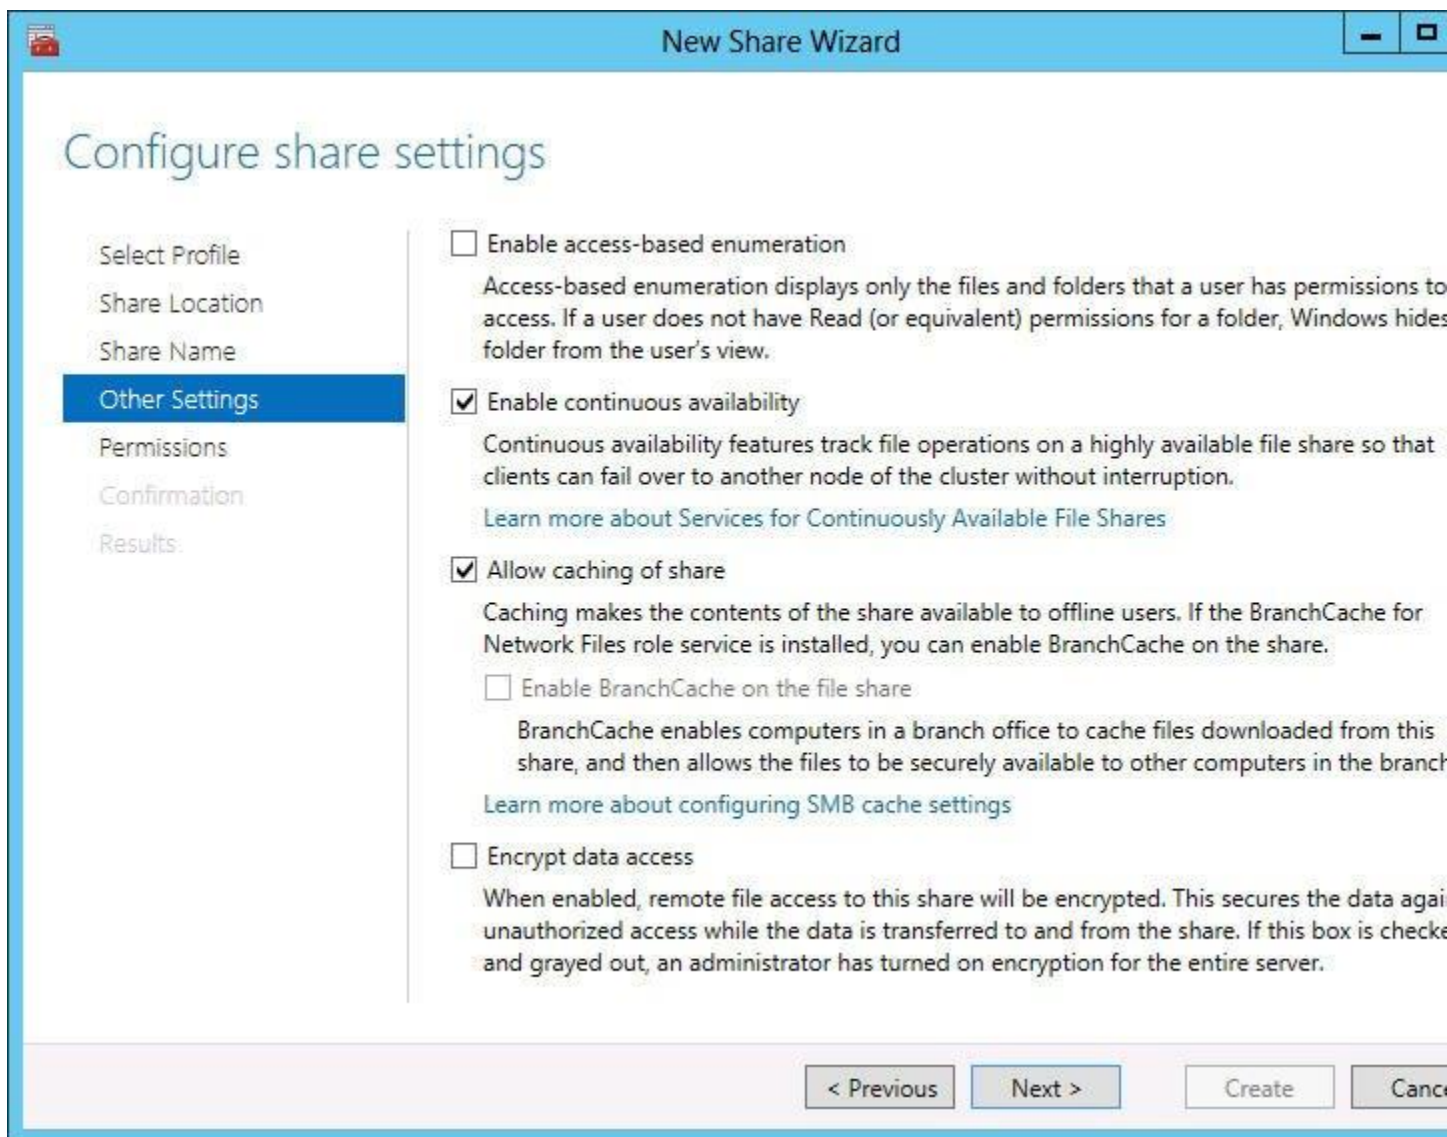 New Share Wizard
Configure share settings
Select Profile
Share Location
Share Name
Other Settings
Permissions
Confirmation
Results
Enable access-based enumeration
Access-based enumeration displays only the files and folders that a user has permissions to
access. If a user does not have Read (or equivalent) permissions for a folder, Windows hides
folder from the user's view.
Enable continuous availability
Continuous availability features track file operations on a highly available file share so that
clients can fail over to another node of the cluster without interruption.
Learn more about Services for Continuously Available File Shares
Allow caching of share
Caching makes the contents of the share available to offline users. If the BranchCache for
Network Files role service is installed, you can enable BranchCache on the share.
Enable BranchCache on the file share
BranchCache enables computers in a branch office to cache files downloaded from this
share, and then allows the files to be securely available to other computers in the branch
Learn more about configuring SMB cache settings
Encrypt data access
When enabled, remote file access to this share will be encrypted. This secures the data agai
unauthorized access while the data is transferred to and from the share. If this box is checke
and grayed out, an administrator has turned on encryption for the entire server.
< Previous
Next >
Create
Cance